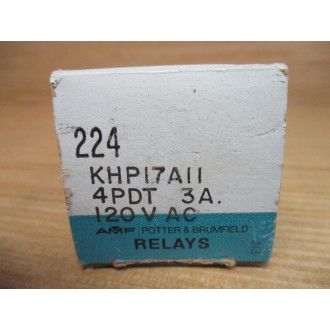 224
KHP17A11
4PDT 3A.
120 V AC
AMF POTTER & BRUMFIELD
RELAYS